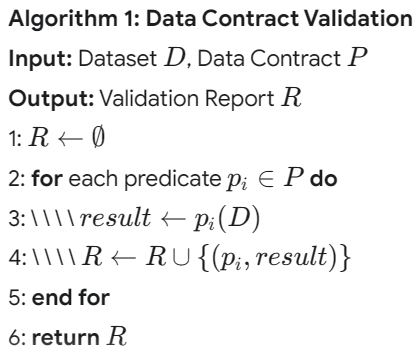 Algorithm 1: Data Contract Validation
Input: Dataset D, Data Contract P
Output: Validation Report R
1: R ← ∅
2: for each predicate pᵢ ∈ P do
3: \ \ \ \ result ← pᵢ(D)
4: \ \ \ \ R ← R ∪ {(pᵢ, result)}
5: end for
6: return R